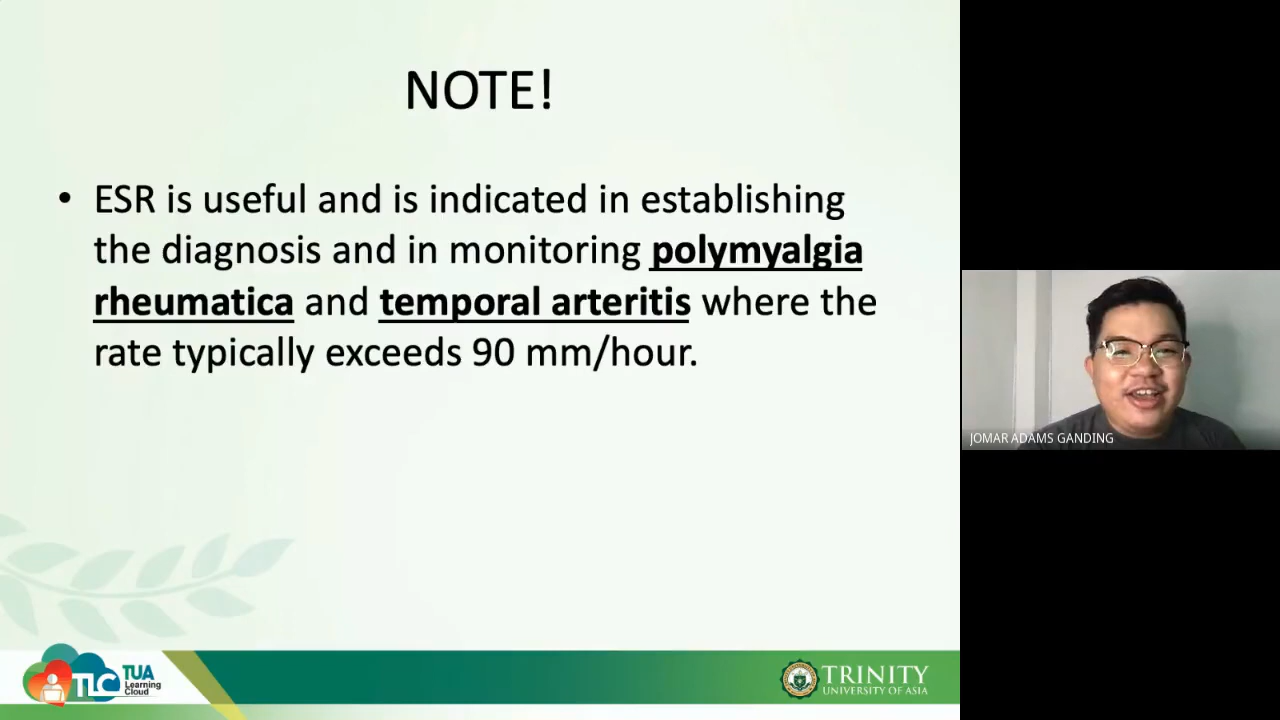 NOTE!
• ESR is useful and is indicated in establishing
the diagnosis and in monitoring polymyalgia
rheumatica and temporal arteritis where the
rate typically exceeds 90 mm/hour.
JOMAR ADAMS GANDING
TLC TUA
Learning
Cloud
TRINITY
UNIVERSITY OF ASIA